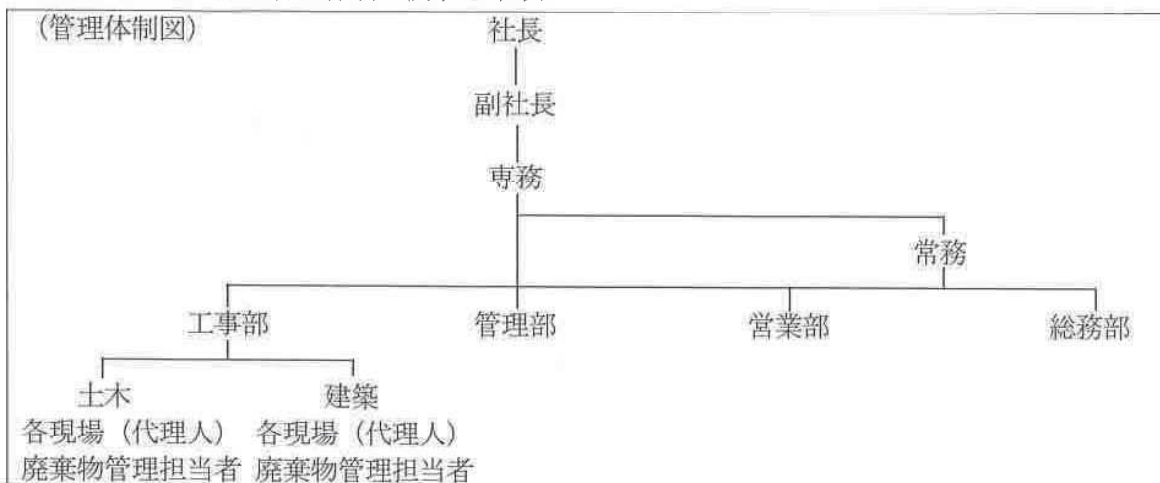 （管理体制図）
社長
副社長
専務
常務
工事部 管理部 営業部 総務部
土木 建築
各現場（代理人） 各現場（代理人）
廃棄物管理担当者 廃棄物管理担当者